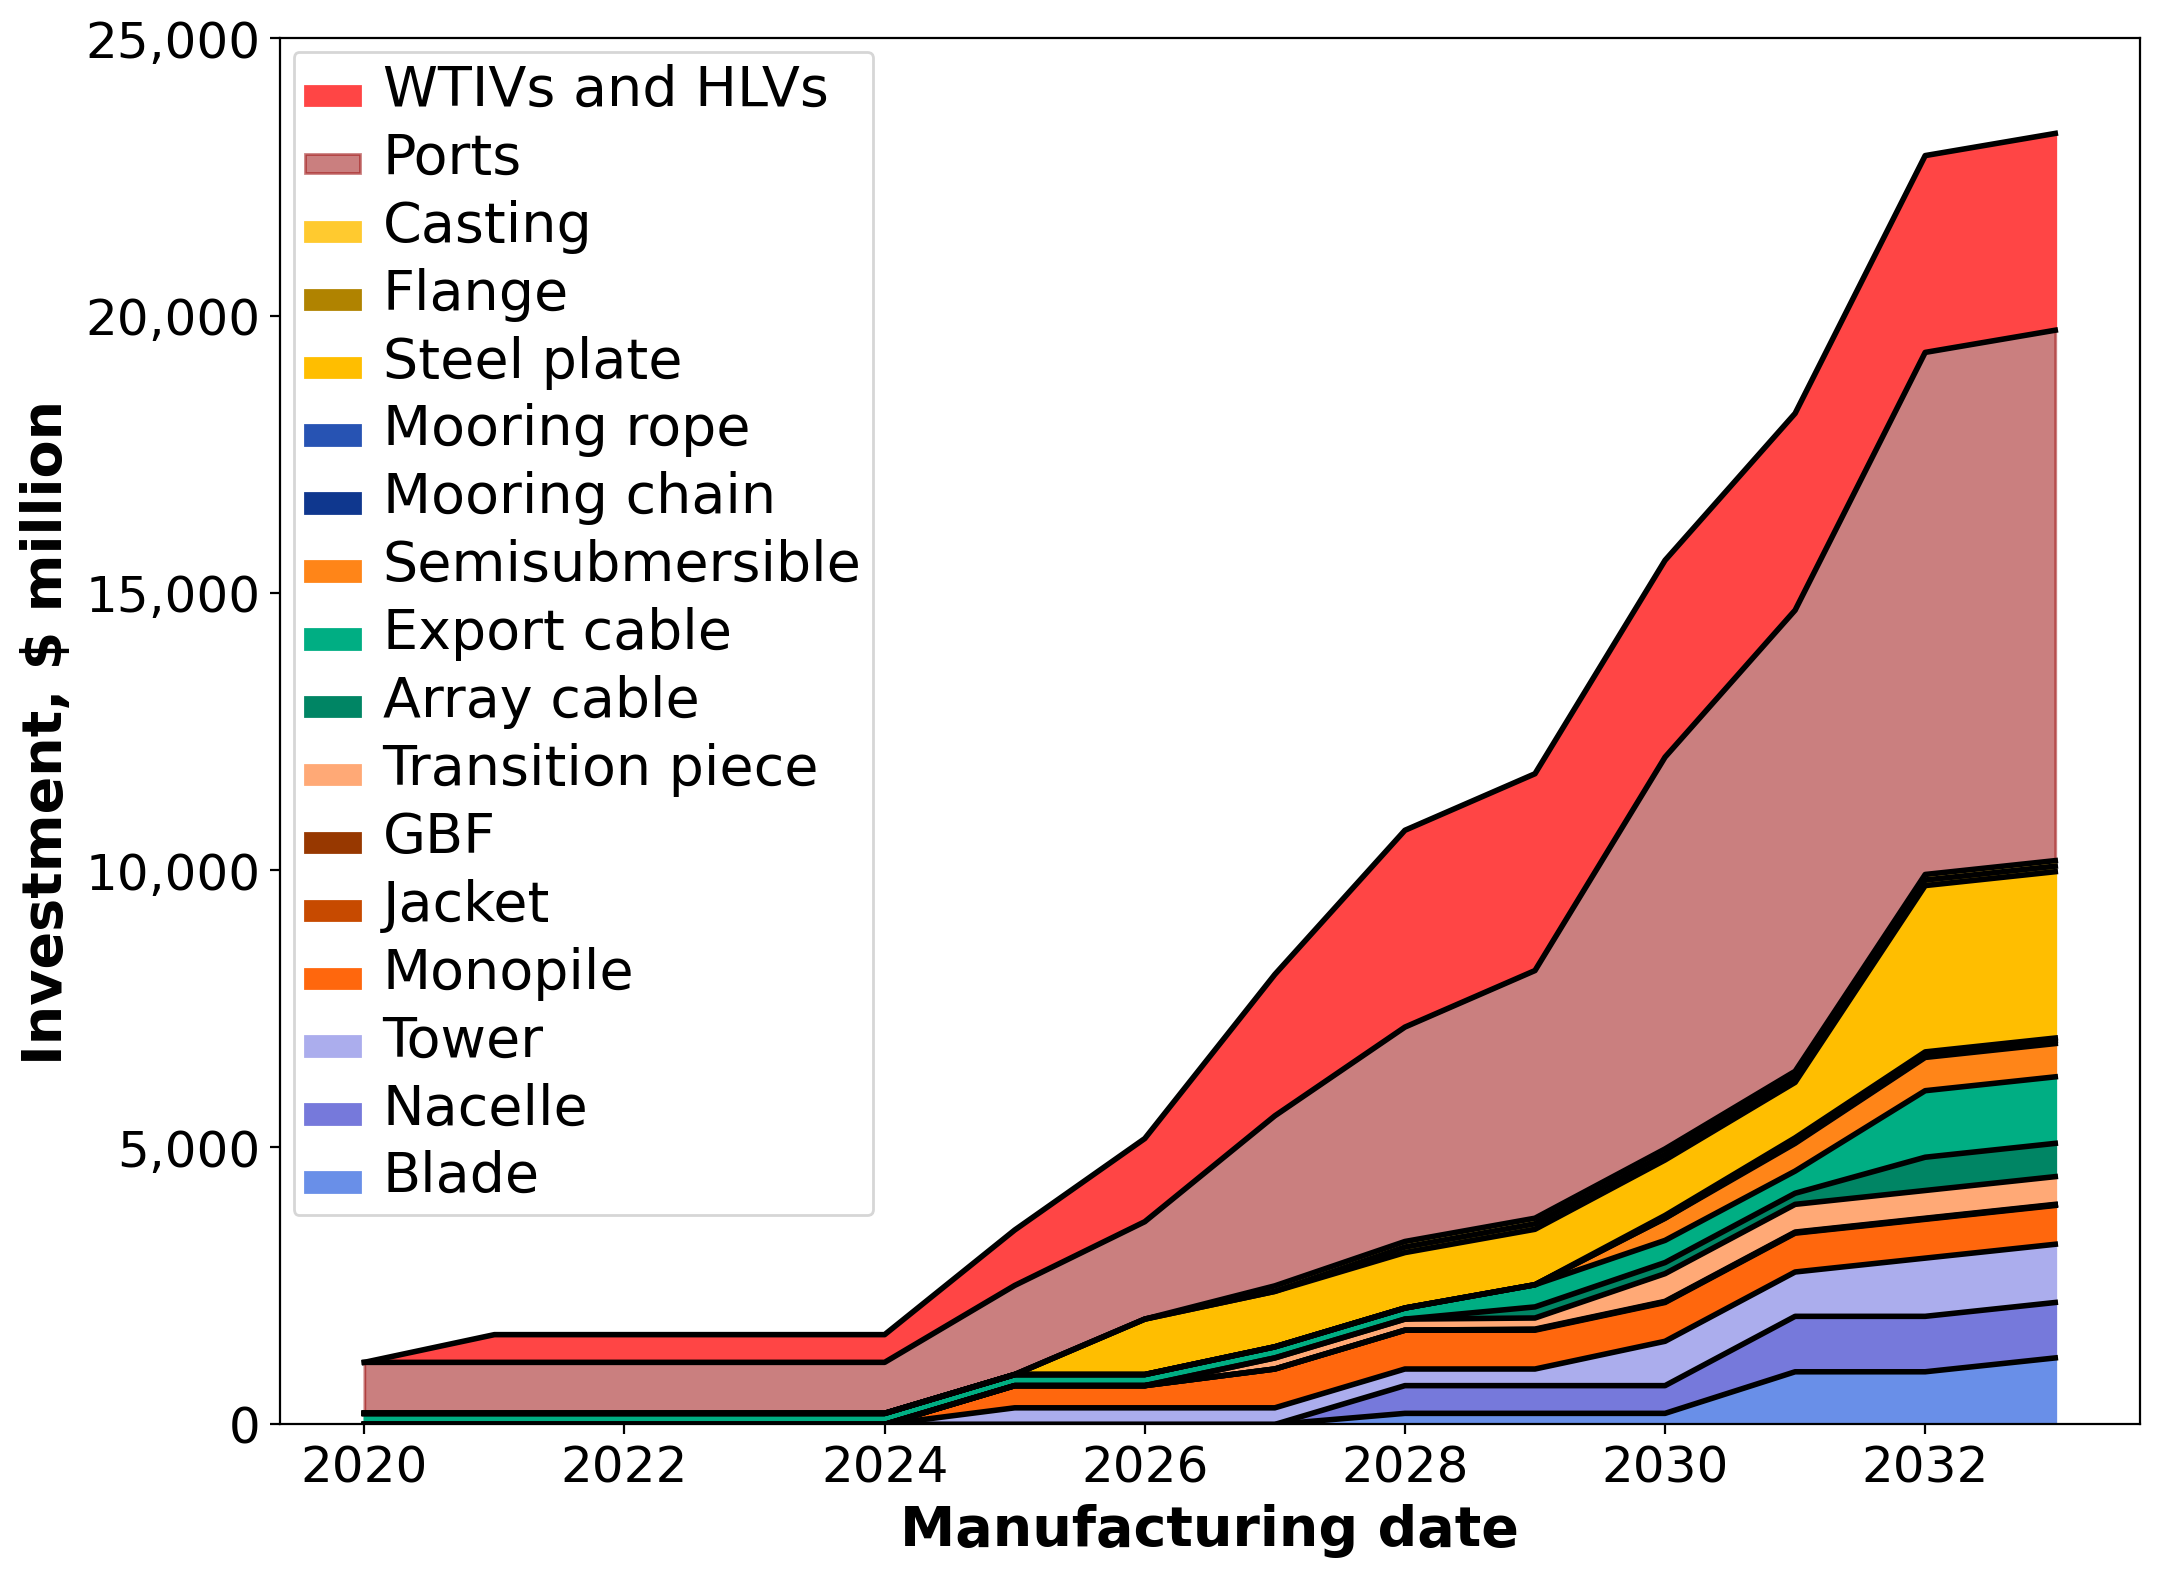 25,000
20,000
15,000
10,000
5,000
0
Investment, $ million
WTIVs and HLVs
Ports
Casting
Flange
Steel plate
Mooring rope
Mooring chain
Semisubmersible
Export cable
Array cable
Transition piece
GBF
Jacket
Monopile
Tower
Nacelle
Blade
2020 2022 2024 2026 2028 2030 2032
Manufacturing date